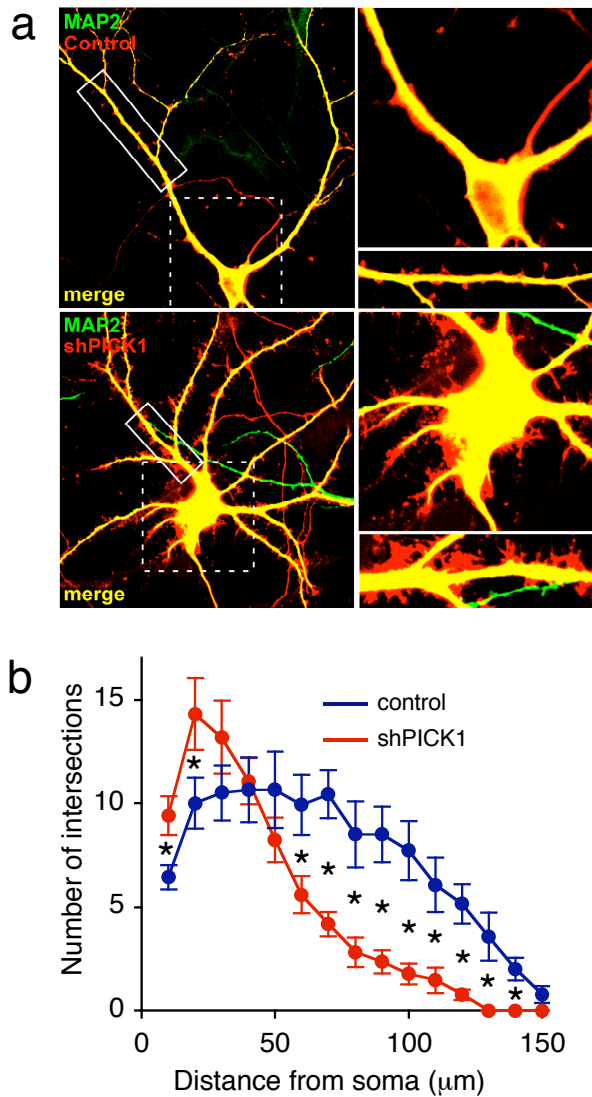 a
MAP2
Control
merge
MAP2
shPICK1
merge
b
Number of intersections
15
10
5
0
control
shPICK1
*
*
*
*
*
*
*
*
*
*
*
0
50
100
150
Distance from soma (μm)